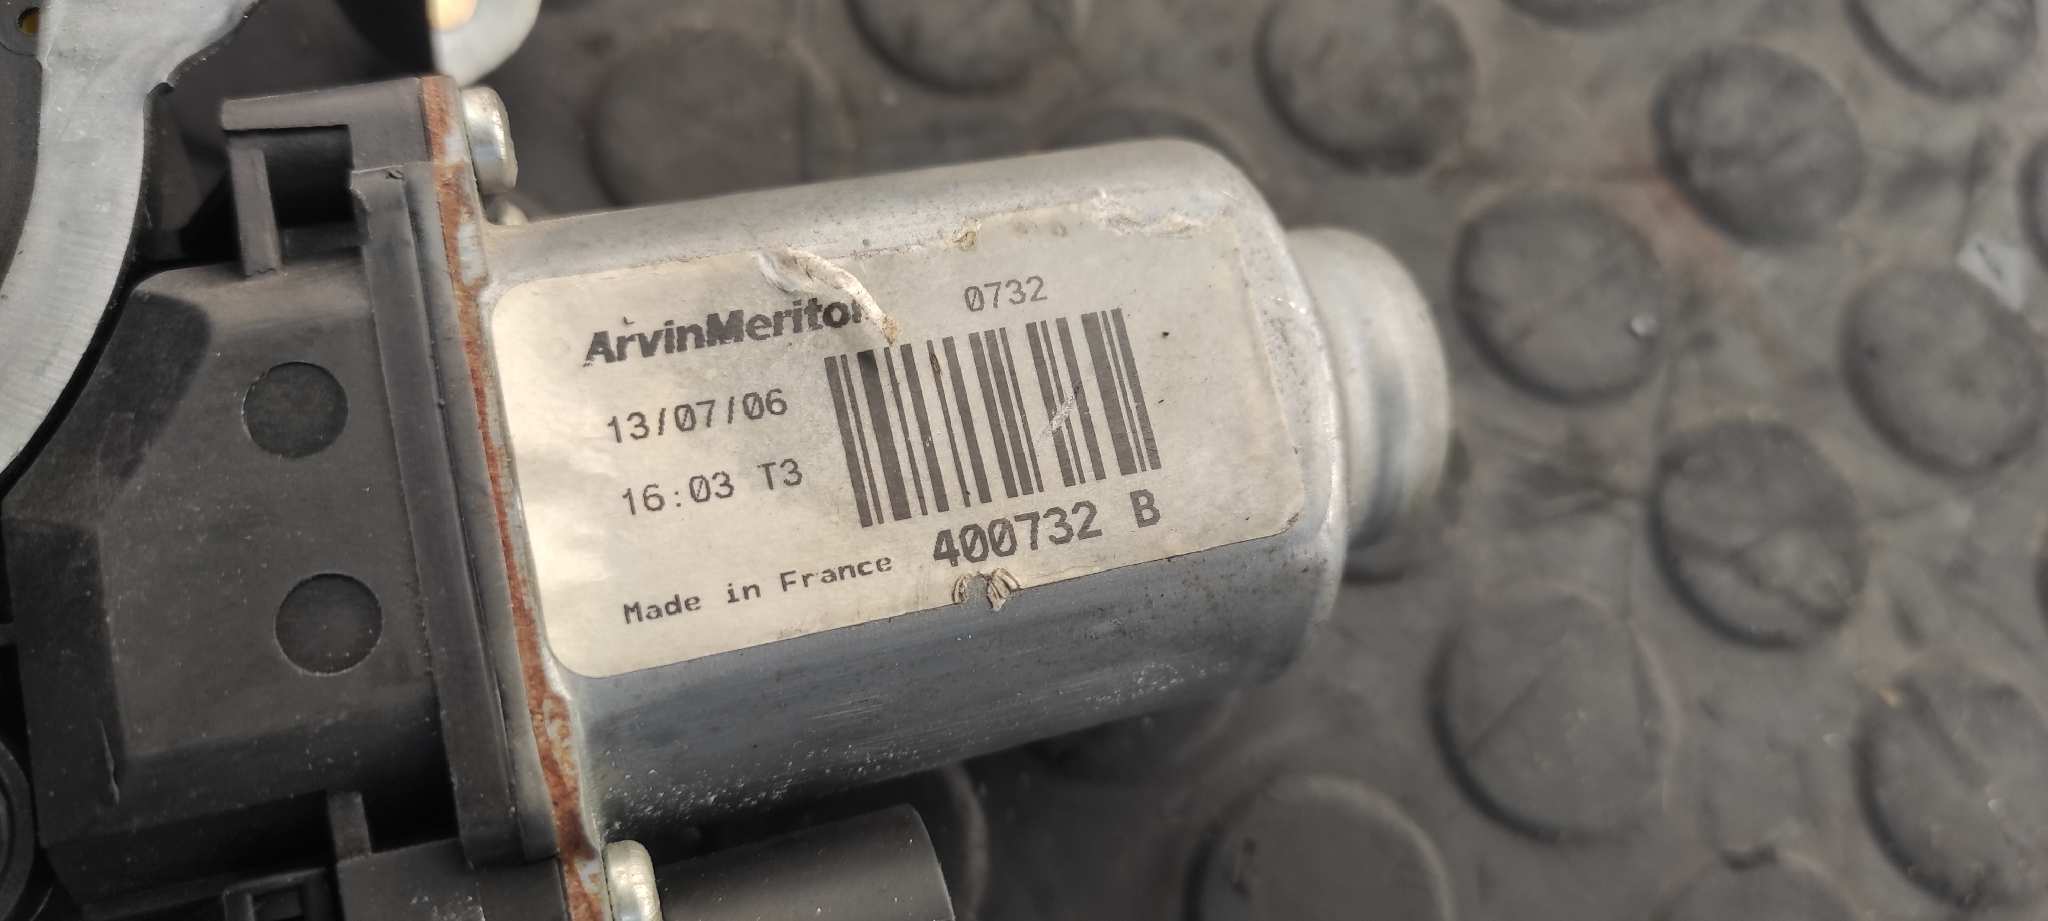 ArvinMeritor 0732
13/07/06
16:03 T3
Made in France 400732 B